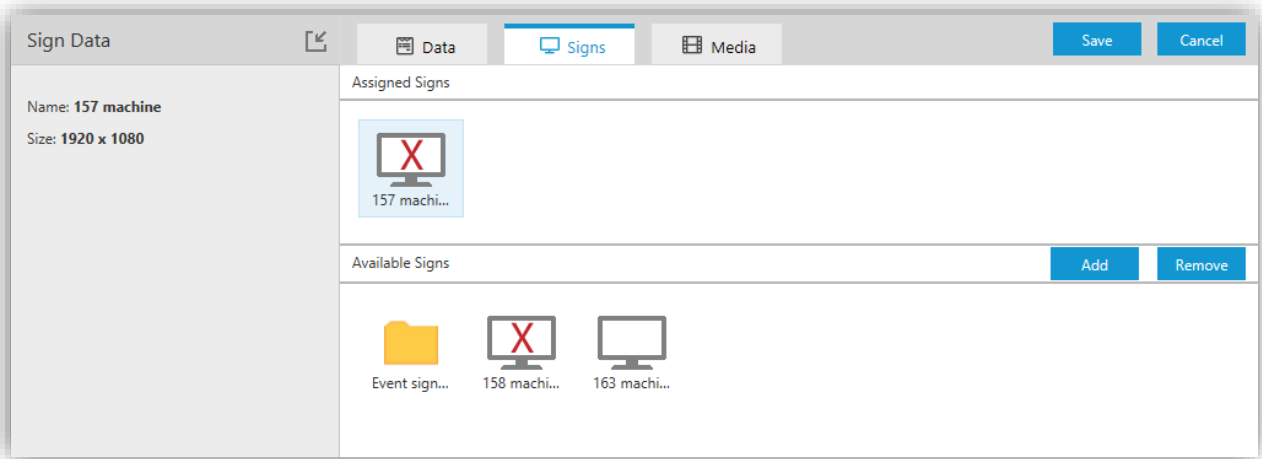 Sign Data
Data
Signs
Media
Save
Cancel
Name: 157 machine
Size: 1920 x 1080
Assigned Signs
X
157 machi...
Available Signs
Add
Remove
X
Event sign...
158 machi...
163 machi...